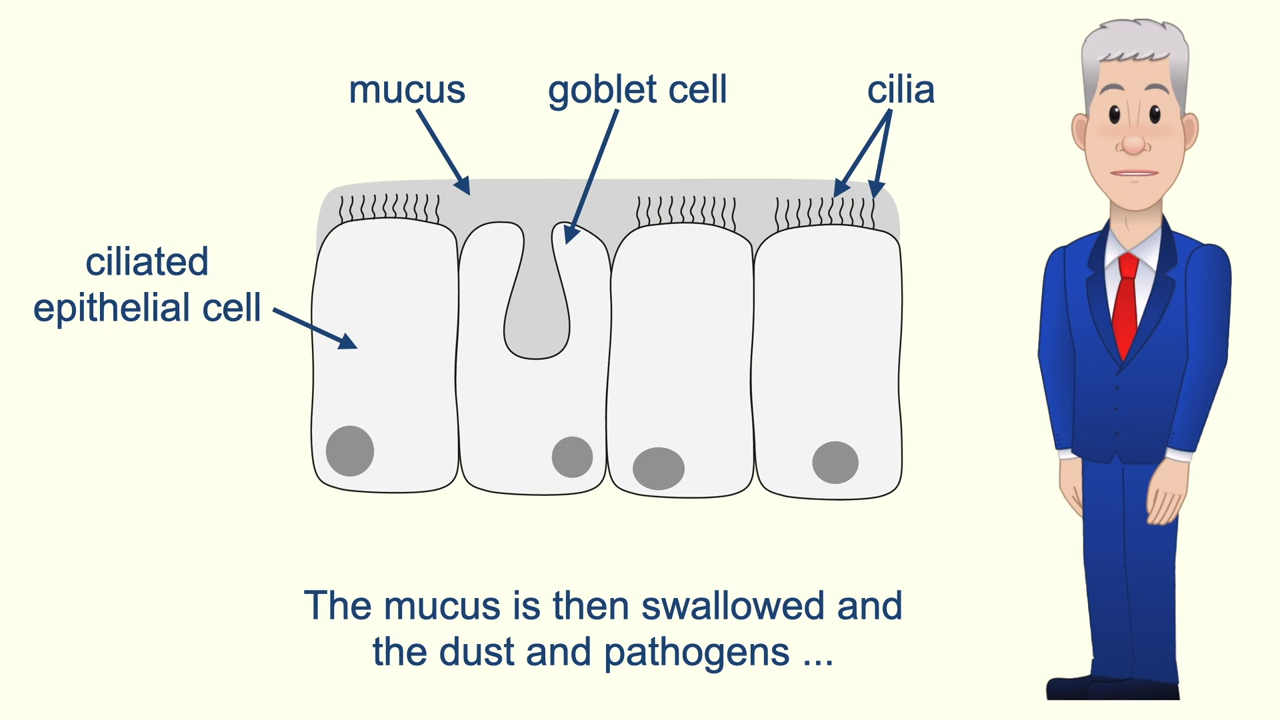 mucus
goblet cell
cilia
ciliated
epithelial cell
The mucus is then swallowed and
the dust and pathogens ...